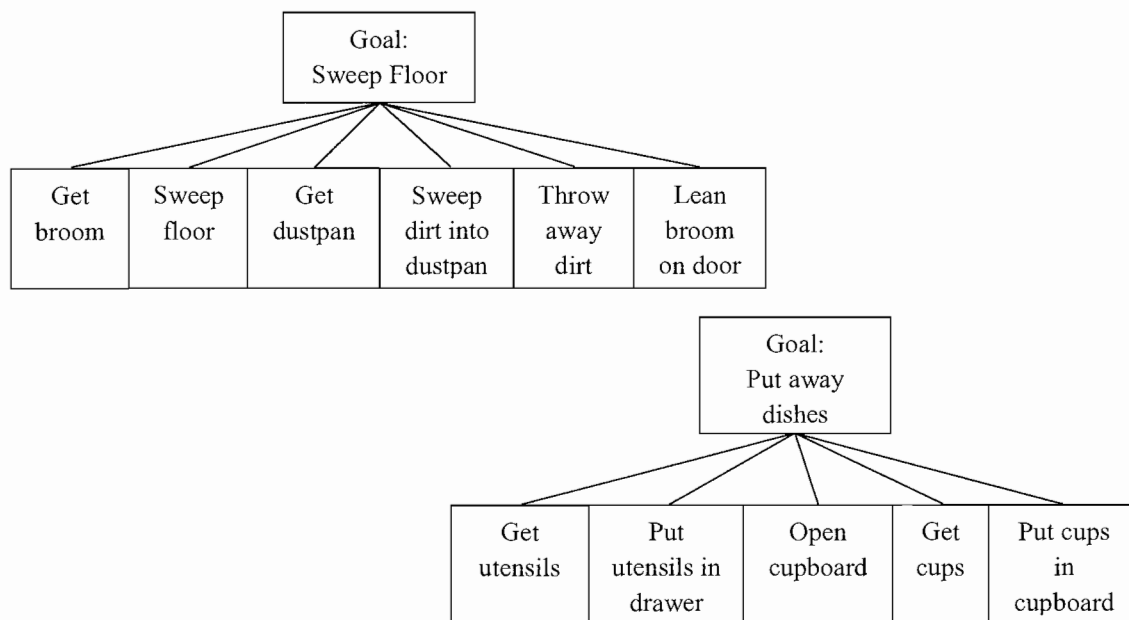 Goal:
Sweep Floor
Get
broom
Sweep
floor
Get
dustpan
Sweep
dirt into
dustpan
Throw
away
dirt
Lean
broom
on door
Goal:
Put away
dishes
Get
utensils
Put
utensils in
drawer
Open
cupboard
Get
cups
Put cups
in
cupboard